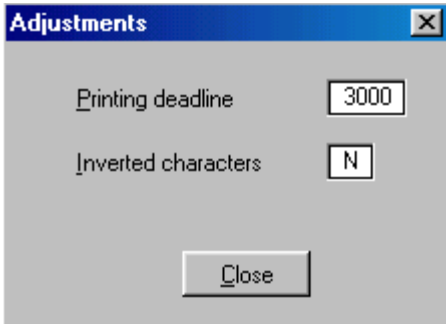 Adjustments
Printing deadline 3000
Inverted characters N
Close